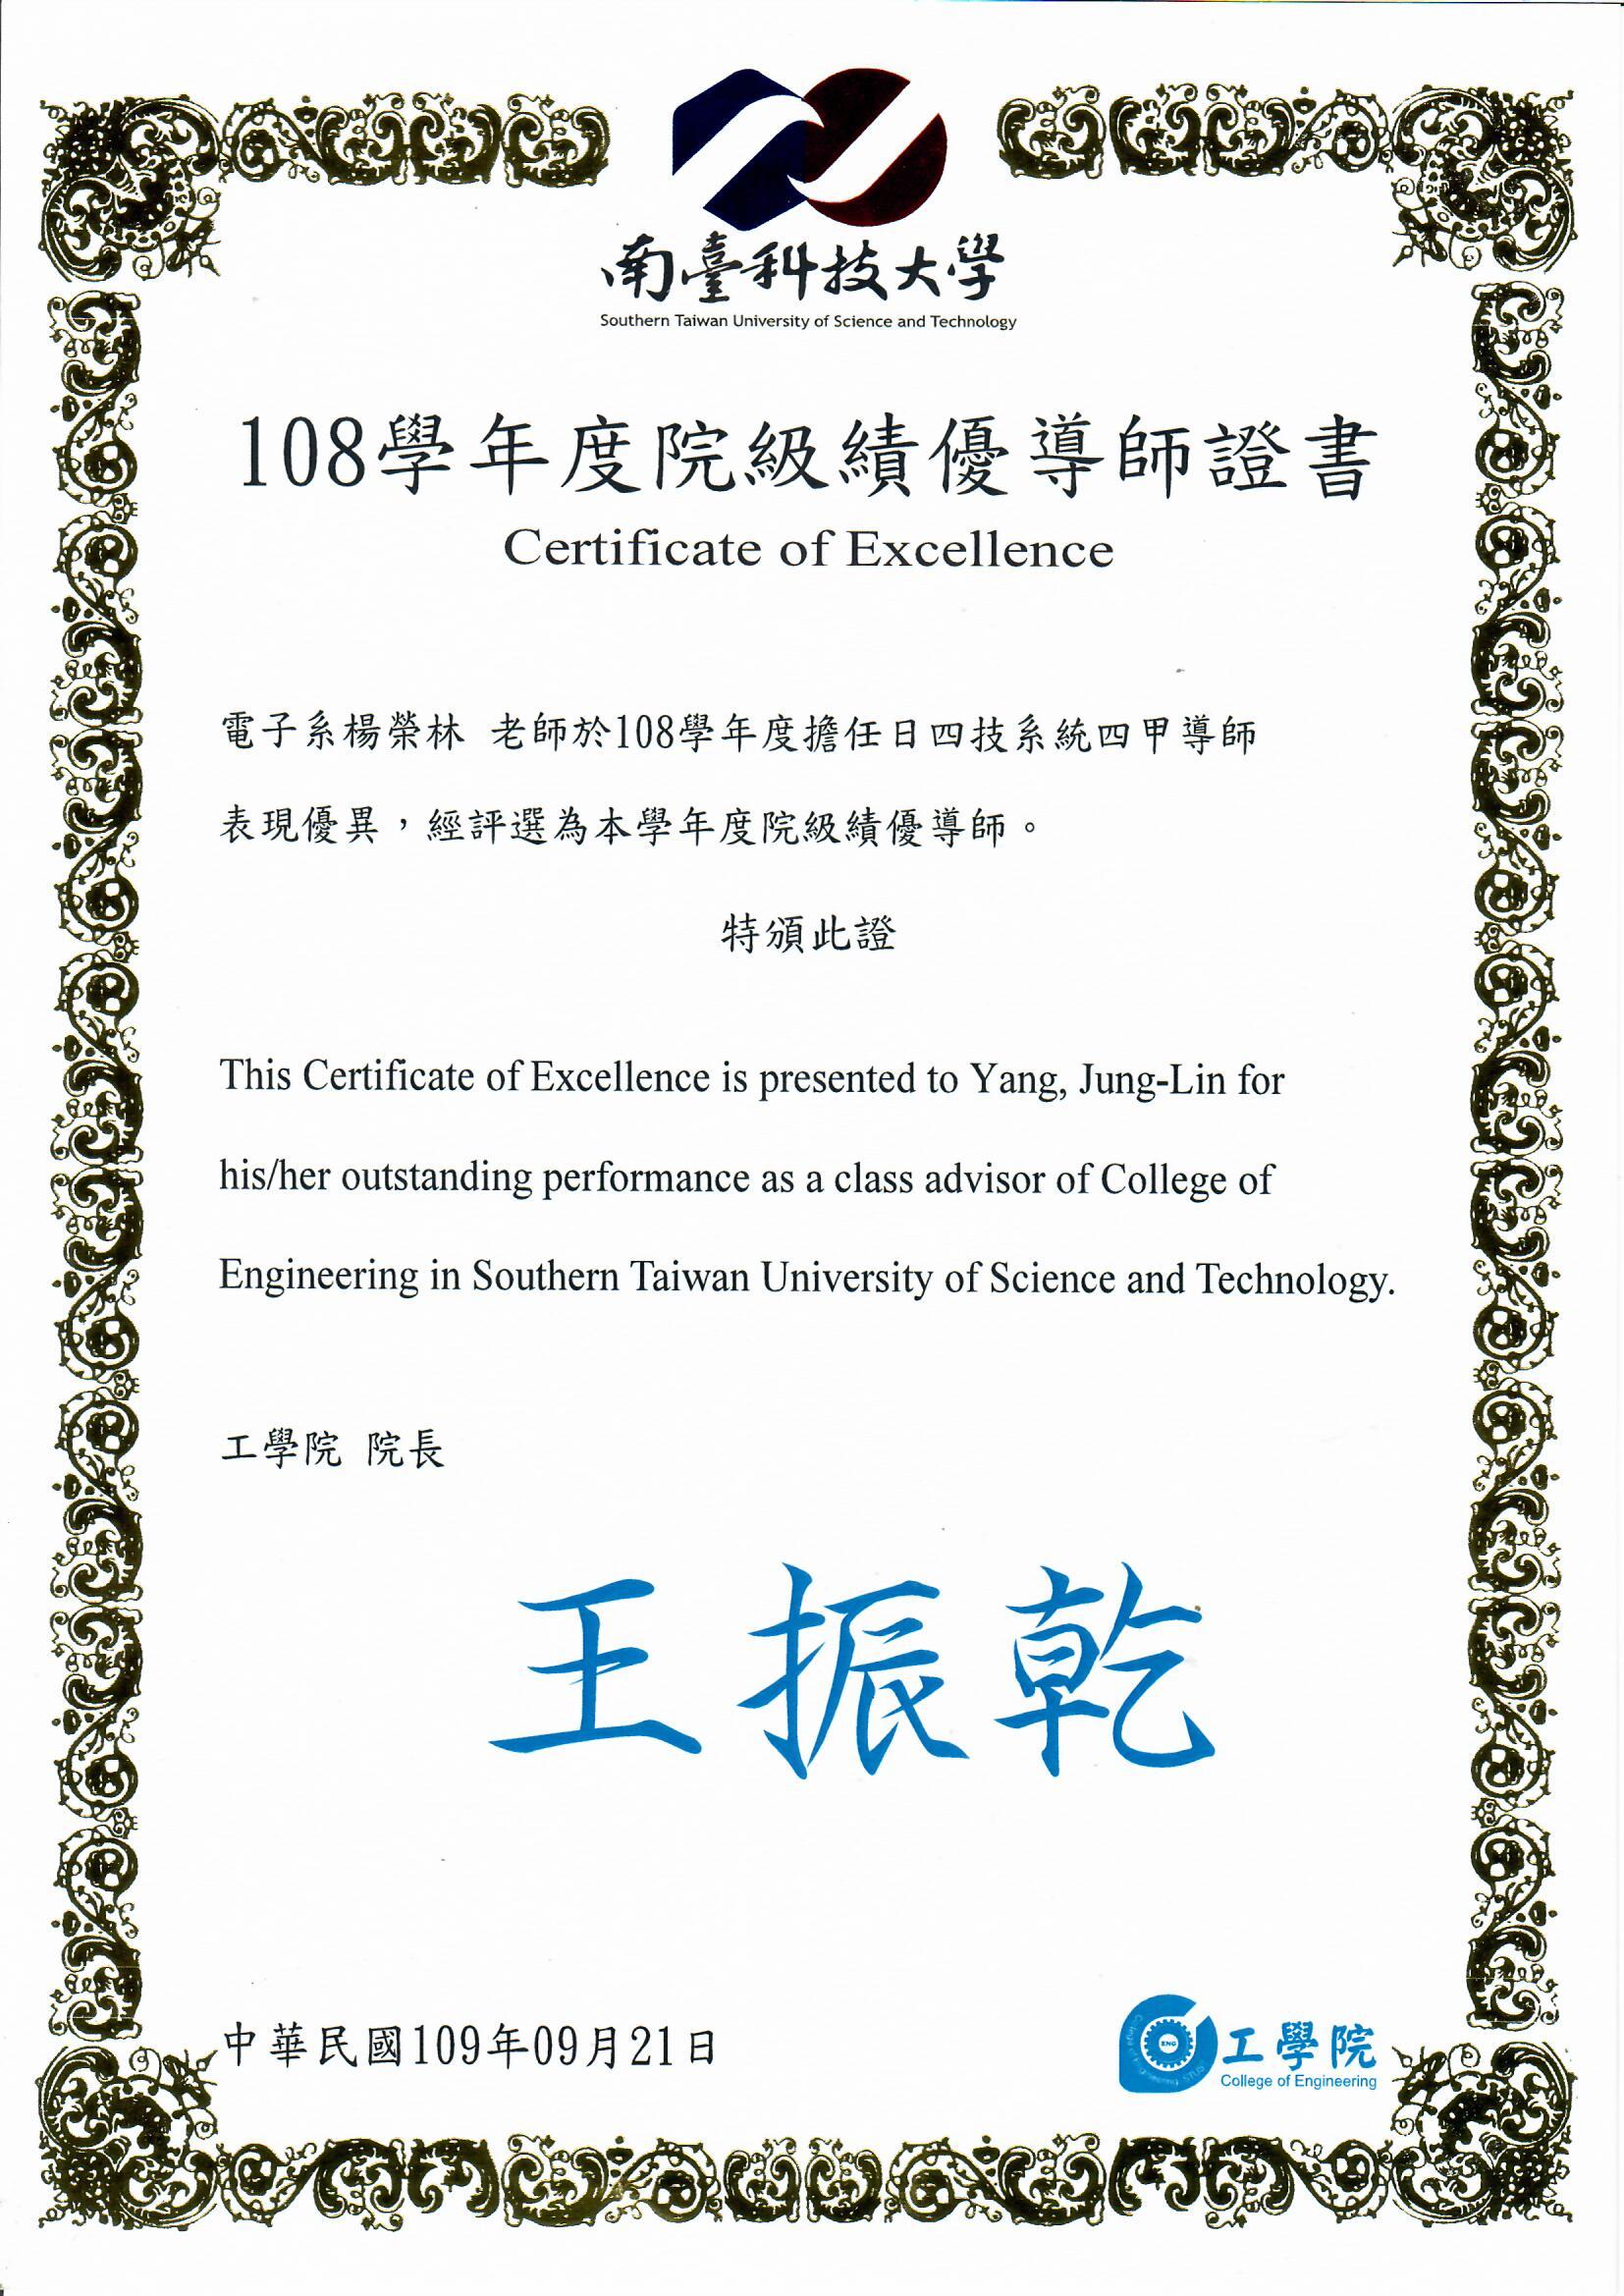 南臺科技大學
Southern Taiwan University of Science and Technology
108學年度院級績優導師證書
Certificate of Excellence
電子系楊榮林 老師於108學年度擔任日四技系統四甲導師
表現優異，經評選為本學年度院級績優導師。
特頒此證
This Certificate of Excellence is presented to Yang, Jung-Lin for
his/her outstanding performance as a class advisor of College of
Engineering in Southern Taiwan University of Science and Technology.
工學院 院長
王振乾
中華民國109年09月21日
ENG
工學院
College of Engineering